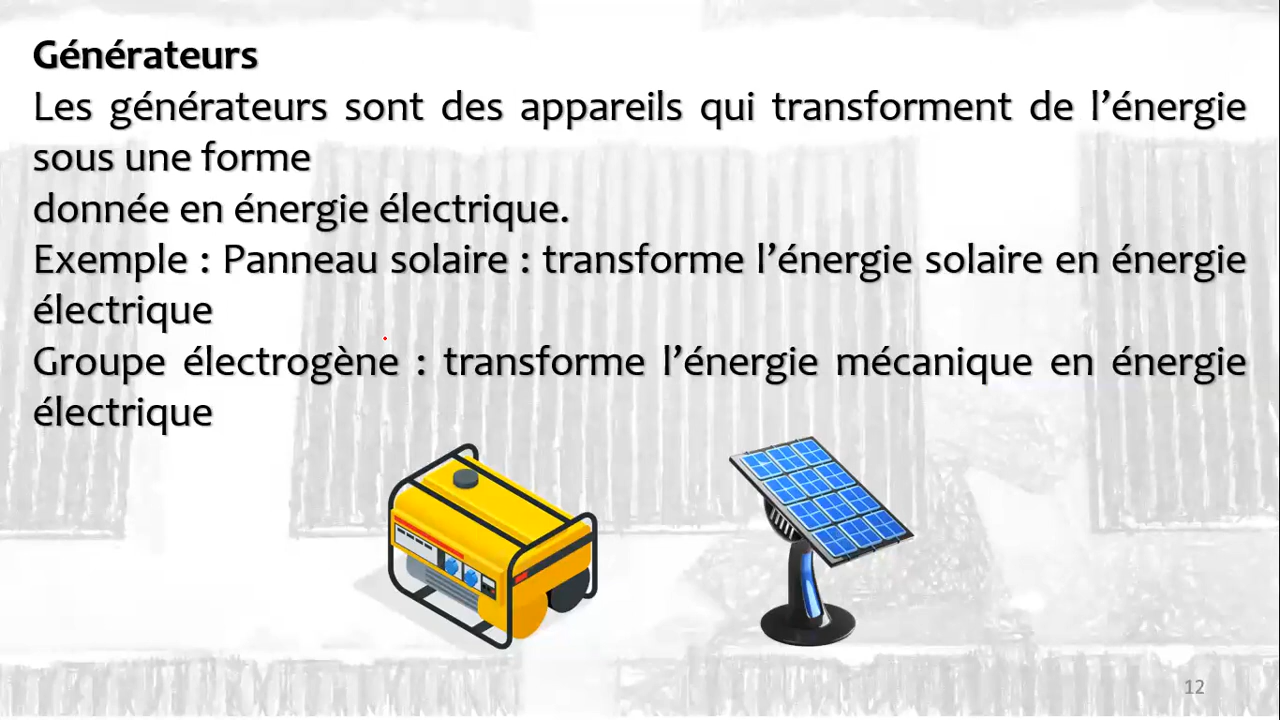 Générateurs
Les générateurs sont des appareils qui transforment de l’énergie
sous une forme
donnée en énergie électrique.
Exemple : Panneau solaire : transforme l’énergie solaire en énergie
électrique
Groupe électrogène : transforme l’énergie mécanique en énergie
électrique
12